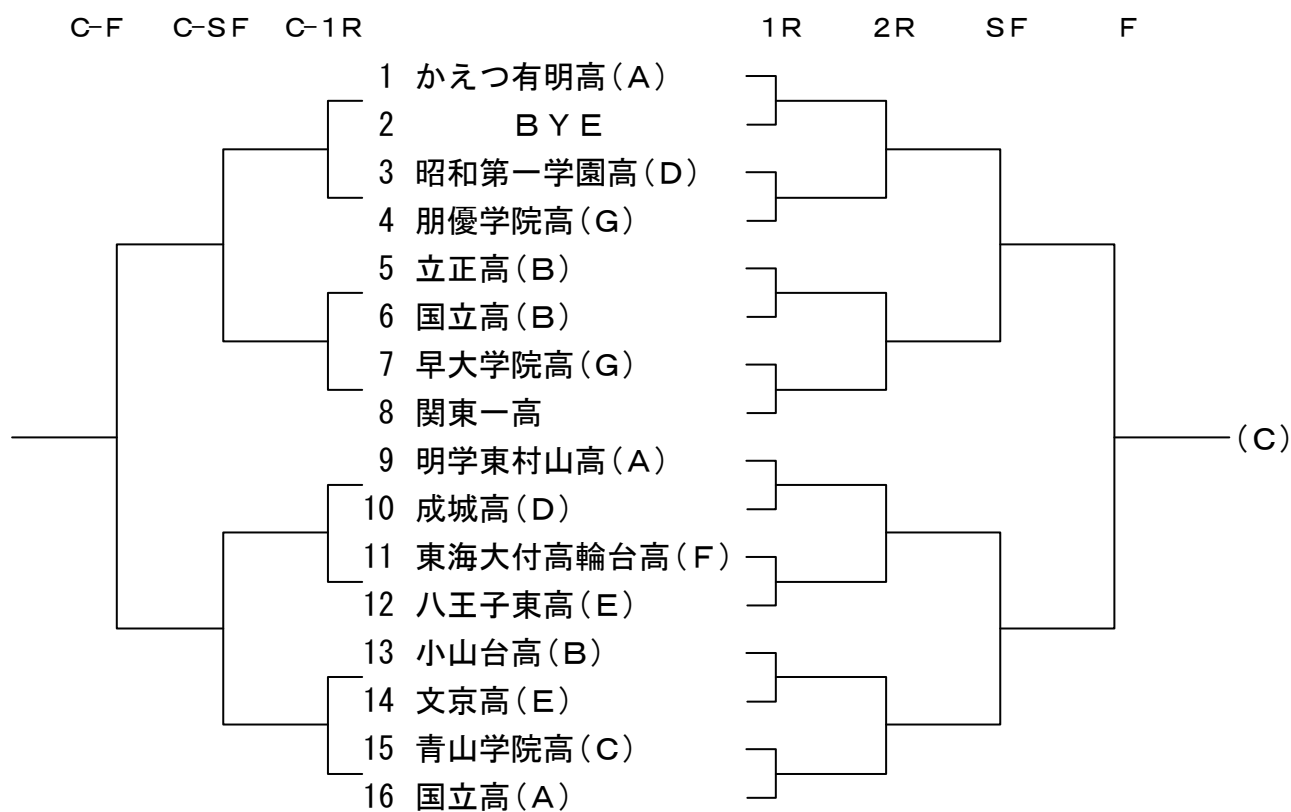 C-F C-SF C-1R 1R 2R SF F
1 かえつ有明高(A)
2 BYE
3 昭和第一学園高(D)
4 朋優学院高(G)
5 立正高(B)
6 国立高(B)
7 早大学院高(G)
8 関東一高
(C)
9 明学東村山高(A)
10 成城高(D)
11 東海大付高輪台高(F)
12 八王子東高(E)
13 小山台高(B)
14 文京高(E)
15 青山学院高(C)
16 国立高(A)